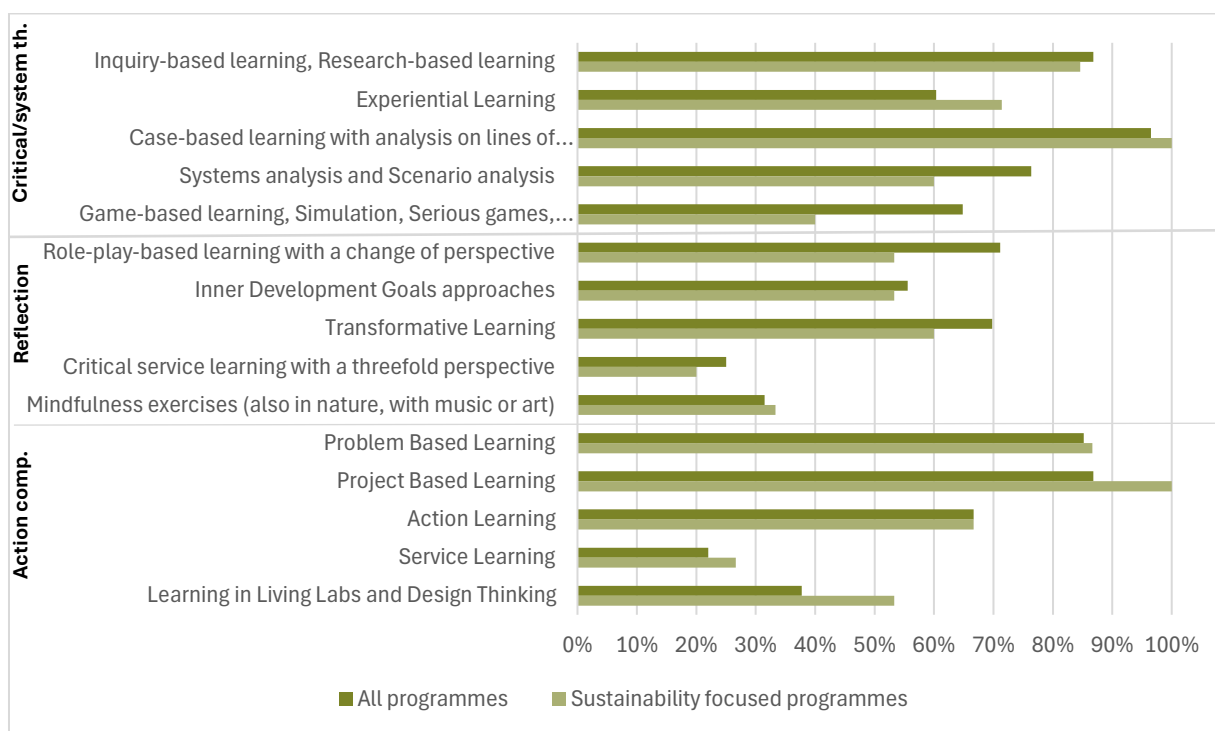 Critical/system th.
Inquiry-based learning, Research-based learning
Experiential Learning
Case-based learning with analysis on lines of...
Systems analysis and Scenario analysis
Game-based learning, Simulation, Serious games,...
Reflection
Role-play-based learning with a change of perspective
Inner Development Goals approaches
Transformative Learning
Critical service learning with a threefold perspective
Mindfulness exercises (also in nature, with music or art)
Action comp.
Problem Based Learning
Project Based Learning
Action Learning
Service Learning
Learning in Living Labs and Design Thinking
0% 10% 20% 30% 40% 50% 60% 70% 80% 90% 100%
All programmes Sustainability focused programmes